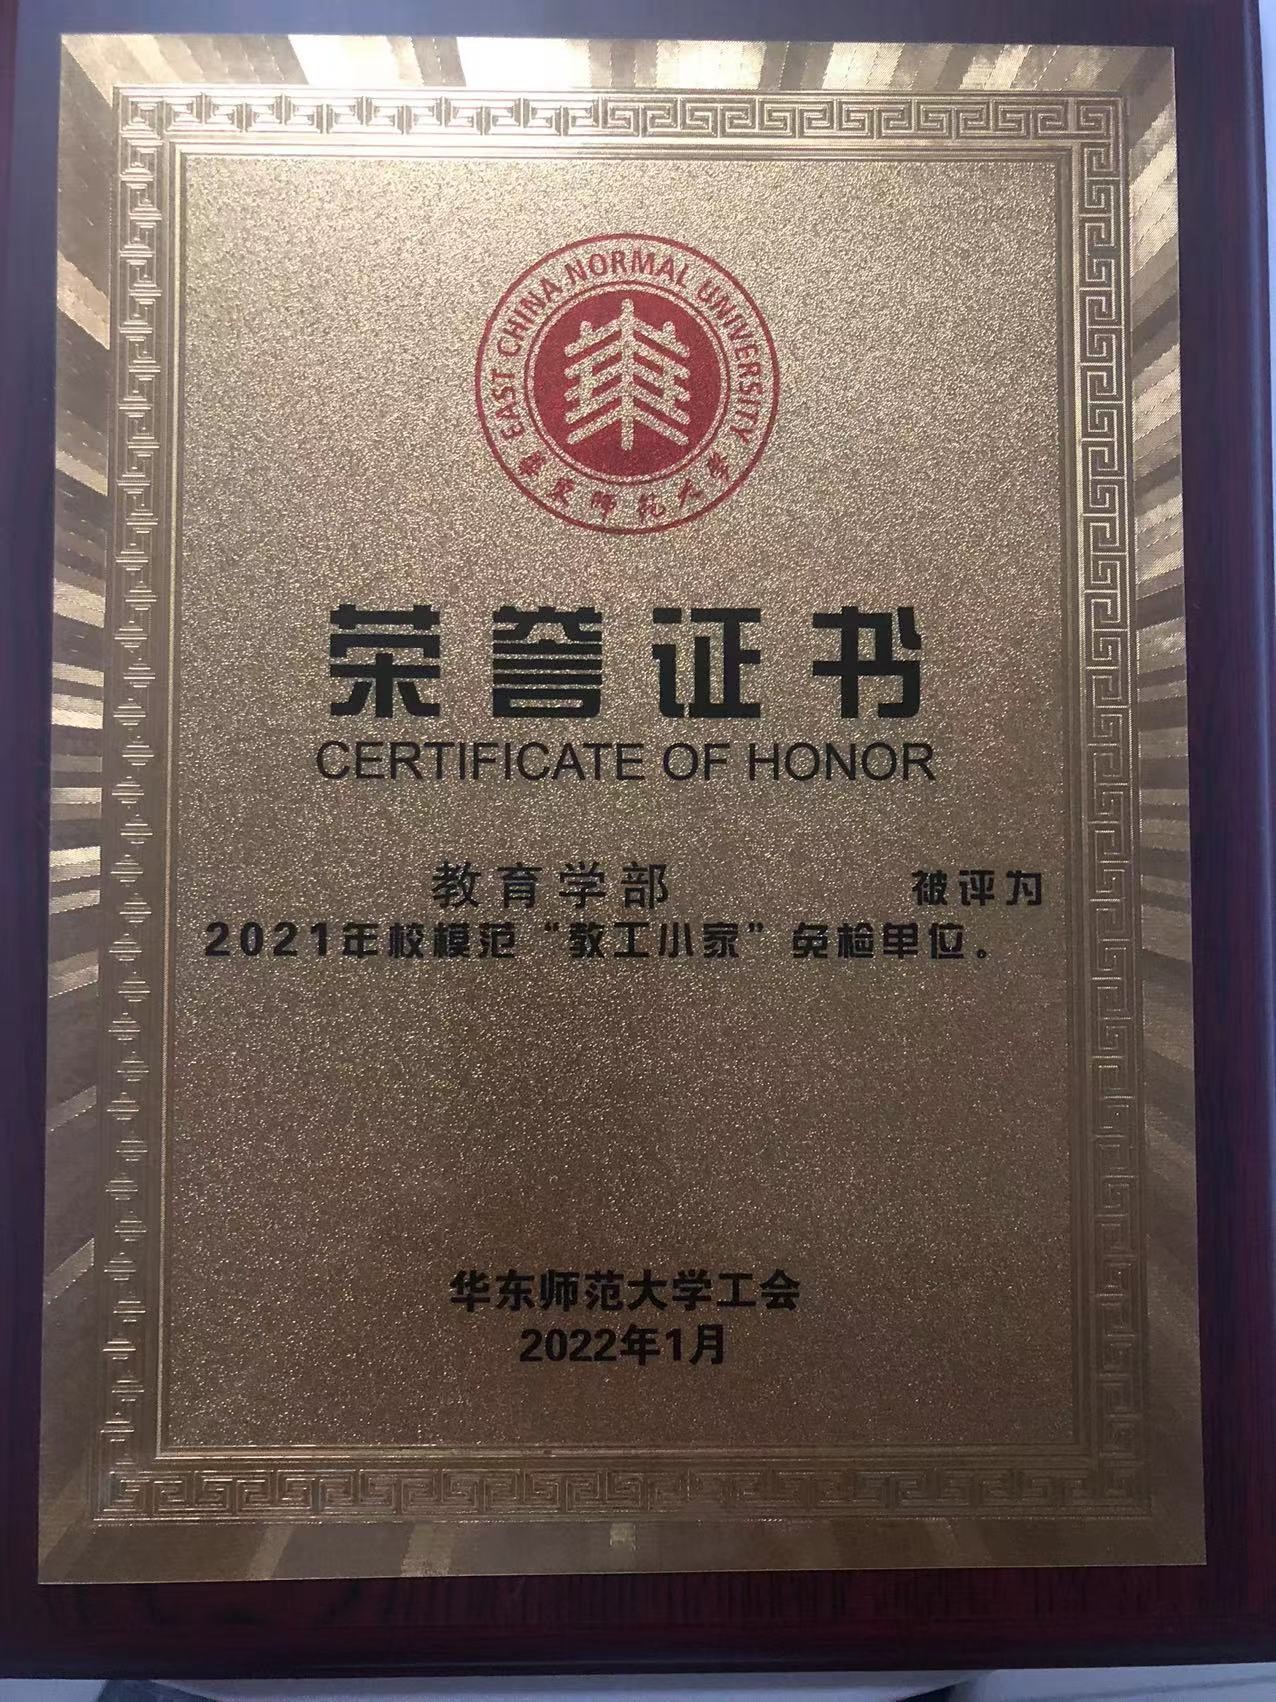 EAST CHINA NORMAL UNIVERSITY
華東师范大学
荣誉证书
CERTIFICATE OF HONOR
教育学部 被评为
2021年校模范“教工小家”免检单位。
华东师范大学工会
2022年1月